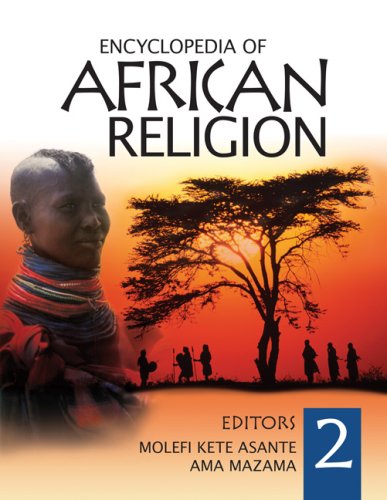 ENCYCLOPEDIA OF
AFRICAN
RELIGION
EDITORS
MOLEFI KETE ASANTE
AMA MAZAMA
2